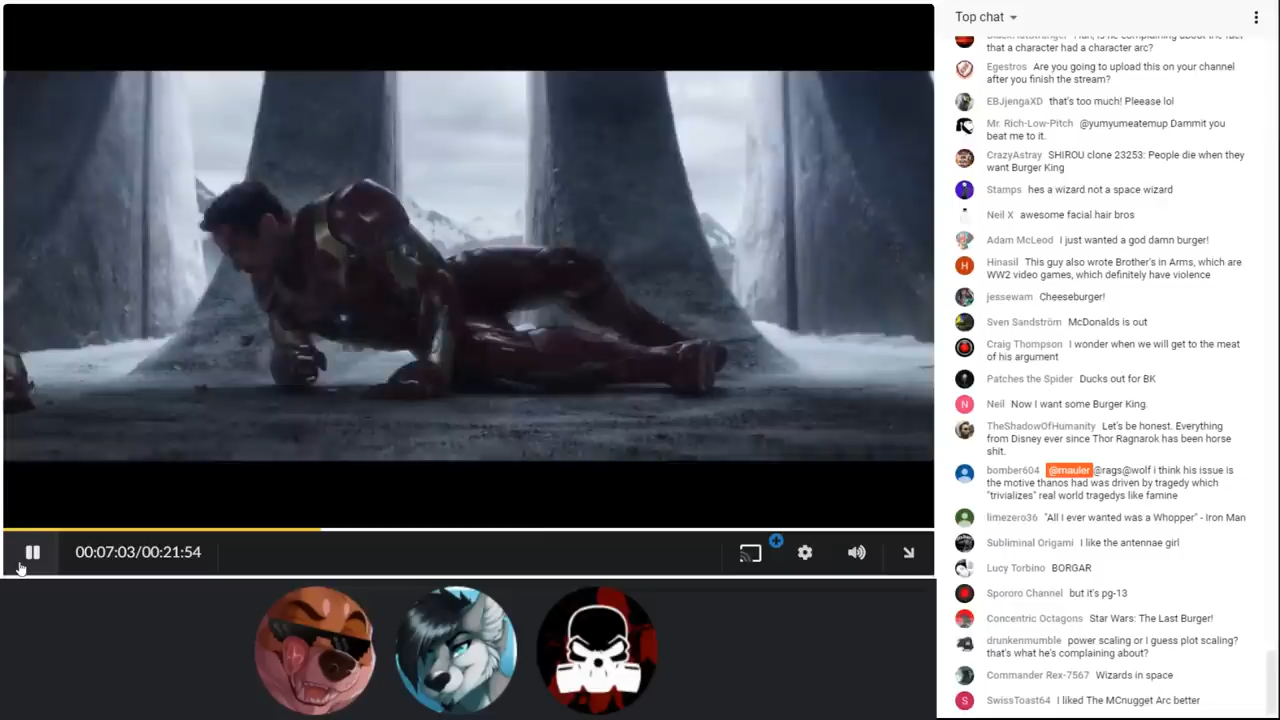 Top chat
that a character had a character arc?
Egestros Are you going to upload this on your channel
after you finish the stream?
EBJjengaXD that's too much! Pleeease lol
Mr. Rich-Low-Pitch @yumyumeatemup Dammit you
beat me to it.
CrazyAstray SHIROU clone 23253: People die when they
want Burger King
Stamps hes a wizard not a space wizard
Neil X awesome facial hair bros
Adam McLeod I just wanted a god damn burger!
H Hinasil This guy also wrote Brother's in Arms, which are
WW2 video games, which definitely have violence
jessewam Cheeseburger!
Sven Sandström McDonalds is out
Craig Thompson I wonder when we will get to the meat
of his argument
Patches the Spider Ducks out for BK
N Neil Now I want some Burger King.
TheShadowOfHumanity Let's be honest. Everything
from Disney ever since Thor Ragnarok has been horse
shit.
bomber604 @mauler @rags@wolf i think his issue is
the motive thanos had was driven by tragedy which
"trivializes" real world tragedys like famine
limezero36 "All I ever wanted was a Whopper" - Iron Man
Subliminal Origami I like the antennae girl
Lucy Torbino BORGAR
Spororo Channel but it's pg-13
Concentric Octagons Star Wars: The Last Burger!
drunkenmumble power scaling or I guess plot scaling?
that's what he's complaining about?
Commander Rex-7567 Wizards in space
S SwissToast64 I liked The MCnugget Arc better
00:07:03/00:21:54